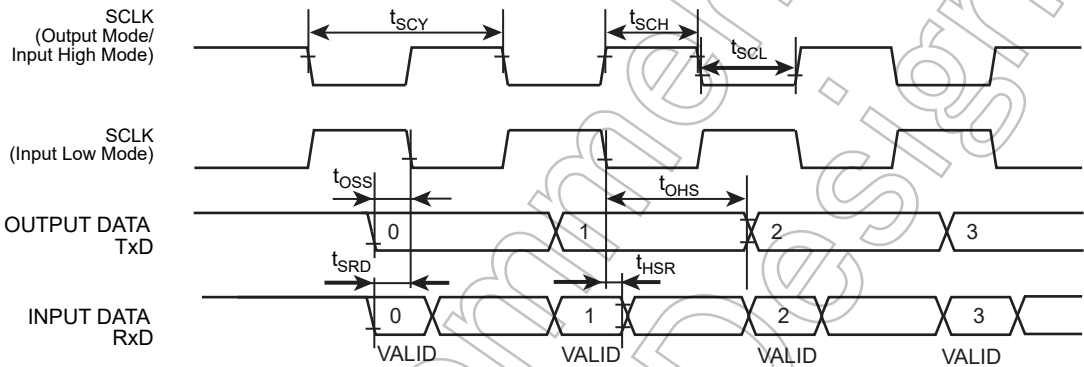 SCLK
(Output Mode/
Input High Mode)
tSCY
tSCH
tSCL
SCLK
(Input Low Mode)
tOSS
tOHS
OUTPUT DATA
TxD
0
1
2
3
tSRD
tHSR
INPUT DATA
RxD
0
1
2
3
VALID
VALID
VALID
VALID